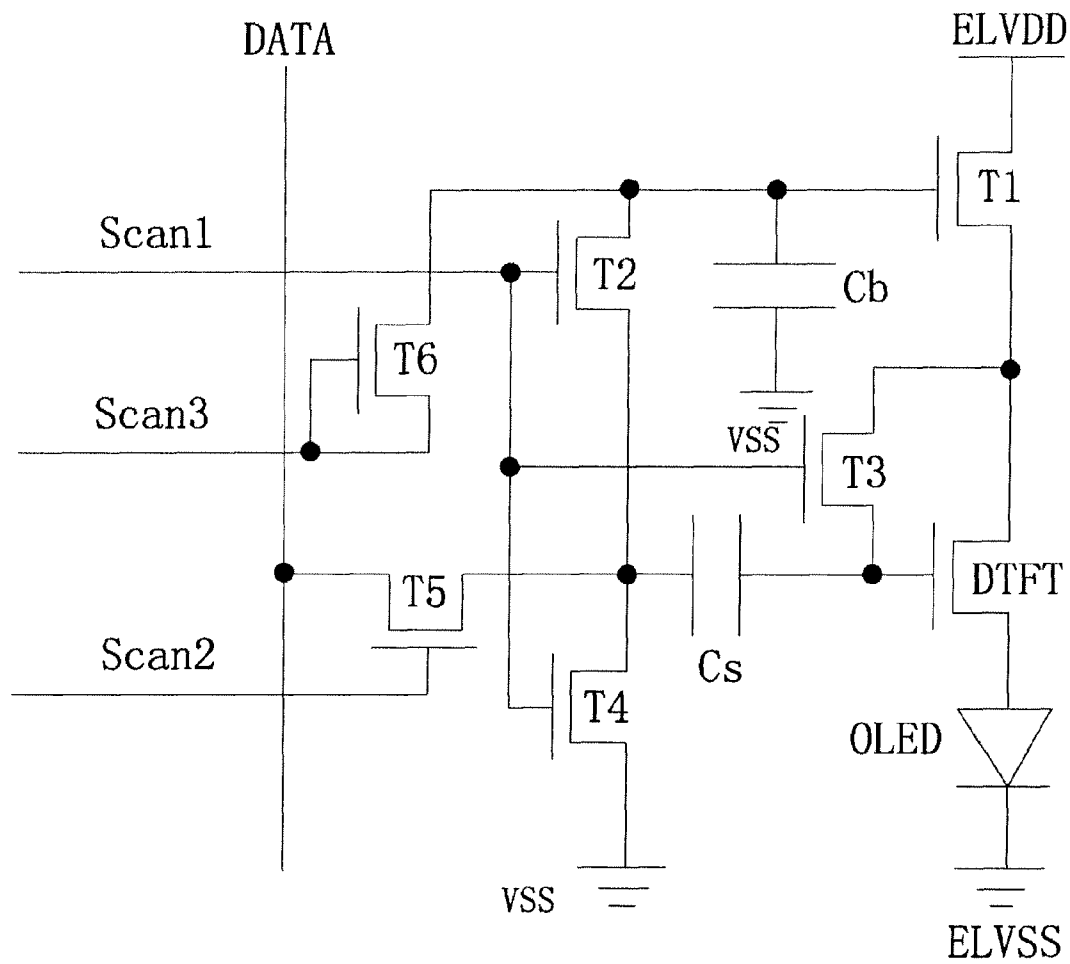 DATA
ELVDD
T1
Scan1
T2
Cb
T6
Scan3
VSS
T3
T5
DTFT
Scan2
Cs
T4
OLED
VSS
ELVSS